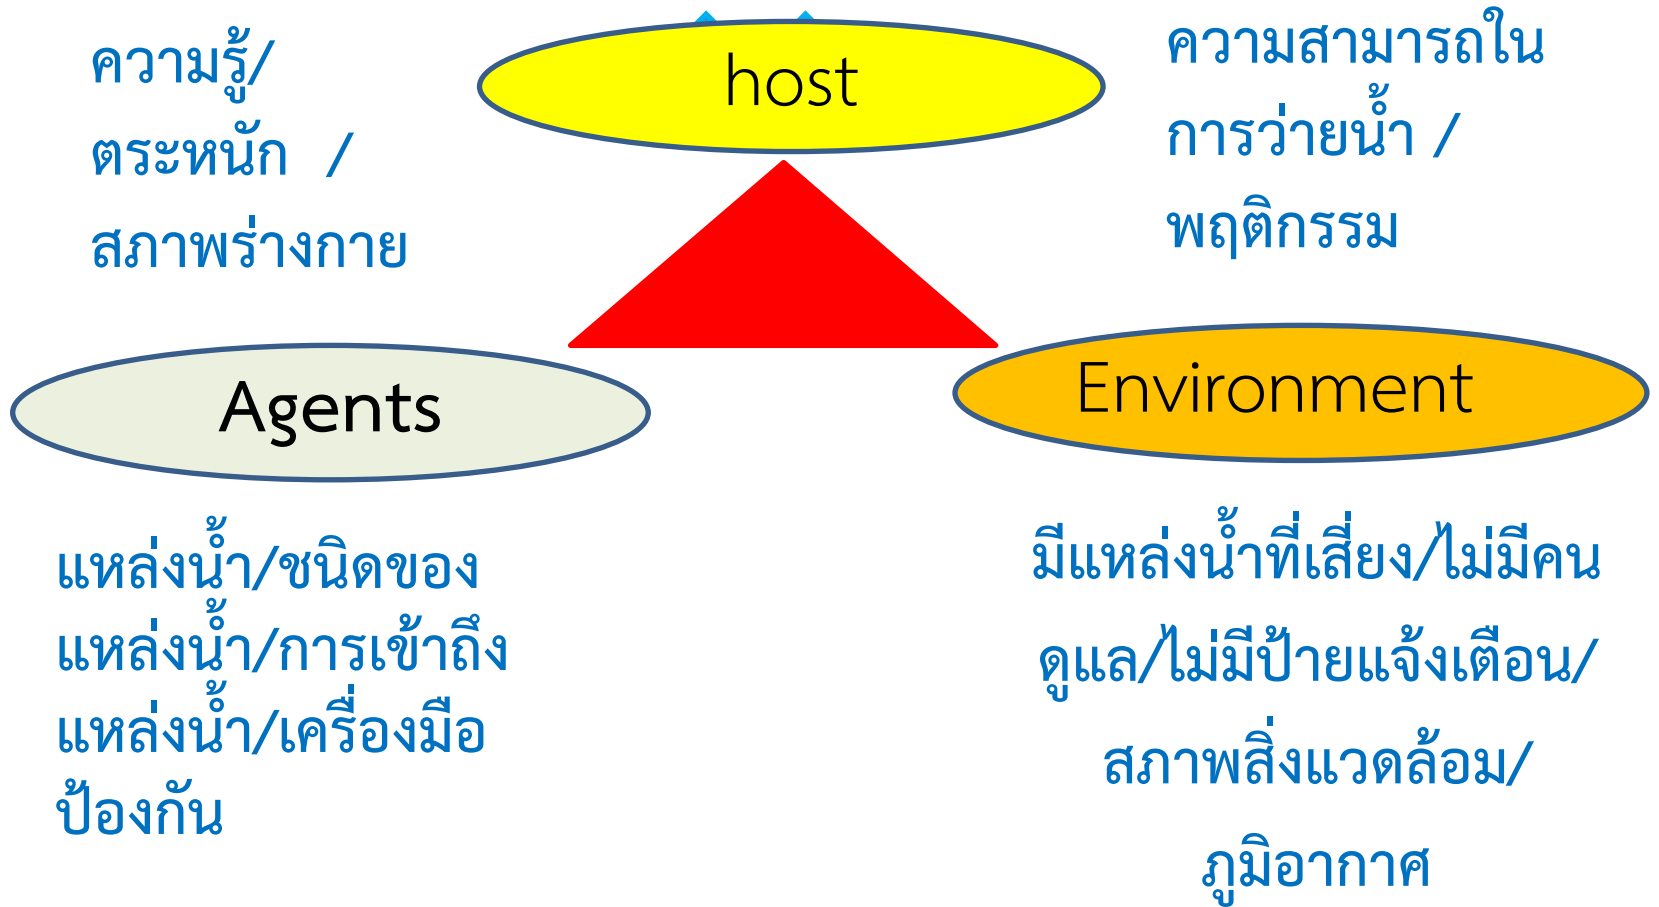 ความรู้/
ตระหนัก /
สภาพร่างกาย
host
ความสามารถใน
การว่ายน้ำ /
พฤติกรรม
Agents
แหล่งน้ำ/ชนิดของ
แหล่งน้ำ/การเข้าถึง
แหล่งน้ำ/เครื่องมือ
ป้องกัน
Environment
มีแหล่งน้ำที่เสี่ยง/ไม่มีคน
ดูแล/ไม่มีป้ายแจ้งเตือน/
สภาพสิ่งแวดล้อม/
ภูมิอากาศ